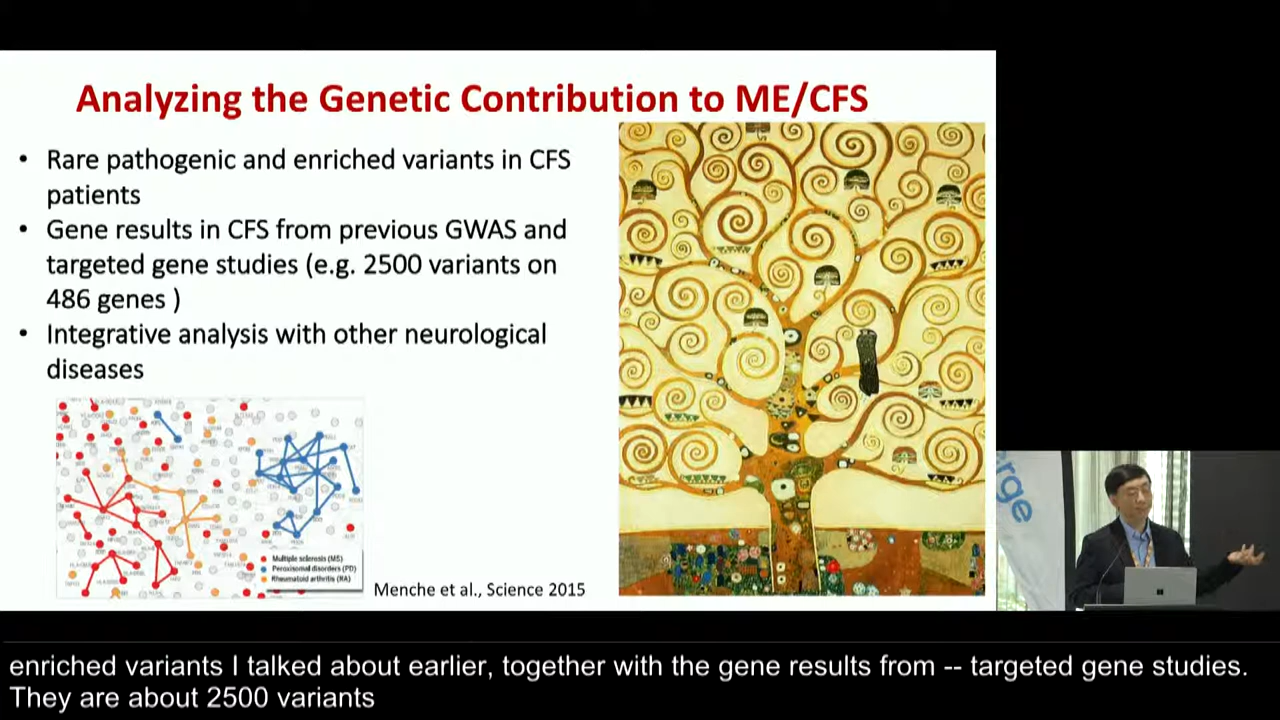 Analyzing the Genetic Contribution to ME/CFS
• Rare pathogenic and enriched variants in CFS
patients
• Gene results in CFS from previous GWAS and
targeted gene studies (e.g. 2500 variants on
486 genes )
• Integrative analysis with other neurological
diseases
Multiple sclerosis (MS)
Peroxisomal disorders (PD)
Rheumatoid arthritis (RA)
Menche et al., Science 2015
erge
enriched variants I talked about earlier, together with the gene results from -- targeted gene studies.
They are about 2500 variants